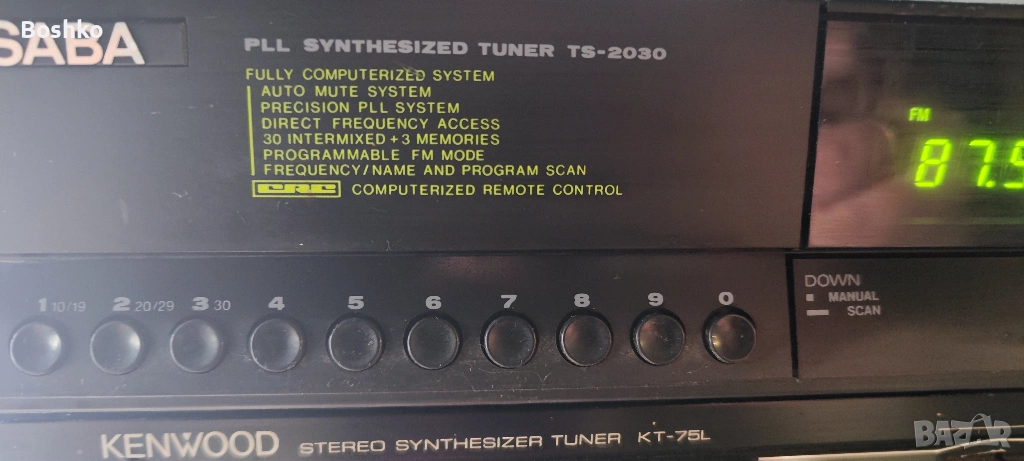 Boshko
SABA
PLL SYNTHESIZED TUNER TS-2030
FULLY COMPUTERIZED SYSTEM
AUTO MUTE SYSTEM
PRECISION PLL SYSTEM
DIRECT FREQUENCY ACCESS
30 INTERMIXED + 3 MEMORIES
PROGRAMMABLE FM MODE
FREQUENCY/NAME AND PROGRAM SCAN
CRC COMPUTERIZED REMOTE CONTROL
FM
87.5
DOWN
MANUAL
SCAN
1 10/19 2 20/29 3 30 4 5 6 7 8 9 0
KENWOOD STEREO SYNTHESIZER TUNER KT-75L
BAZAR